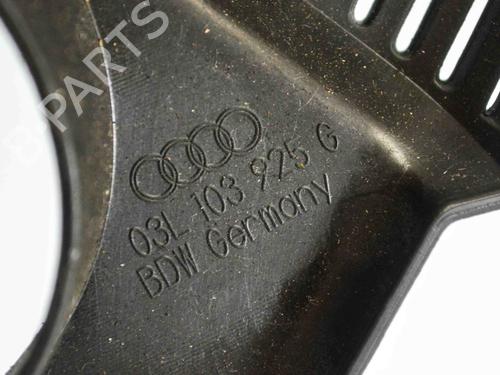 B-PARTS
03L 103 925 G
BDW Germany